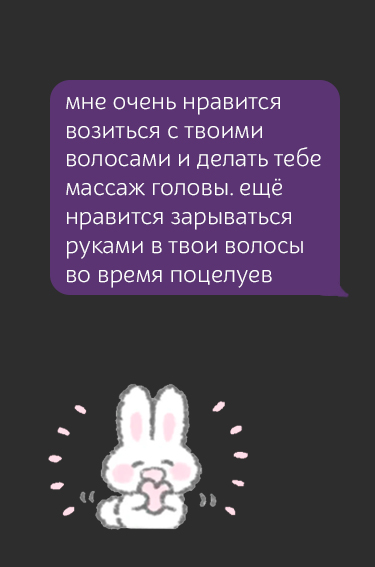 мне очень нравится
возиться с твоими
волосами и делать тебе
массаж головы. ещё
нравится зарываться
руками в твои волосы
во время поцелуев